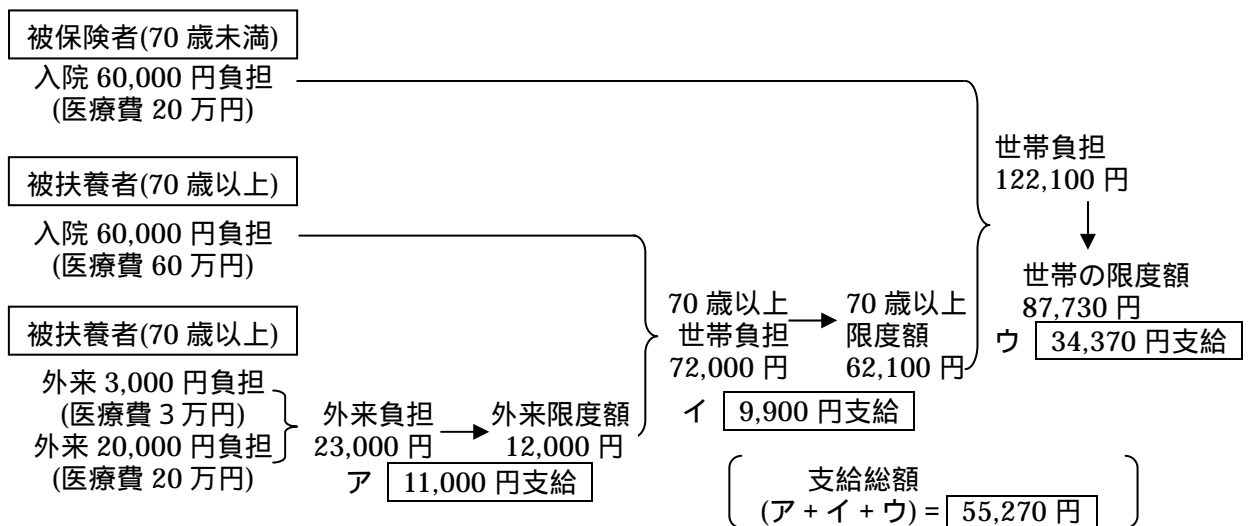 被保険者(70 歳未満)
入院 60,000 円負担
(医療費 20 万円)
被扶養者(70 歳以上)
入院 60,000 円負担
(医療費 60 万円)
被扶養者(70 歳以上)
外来 3,000 円負担
(医療費３万円)
外来 20,000 円負担
(医療費 20 万円)
外来負担
23,000 円
外来限度額
12,000 円
ア 11,000 円支給
70 歳以上
世帯負担
72,000 円
70 歳以上
限度額
62,100 円
イ 9,900 円支給
世帯負担
122,100 円
世帯の限度額
87,730 円
ウ 34,370 円支給
支給総額
(ア + イ + ウ) = 55,270 円